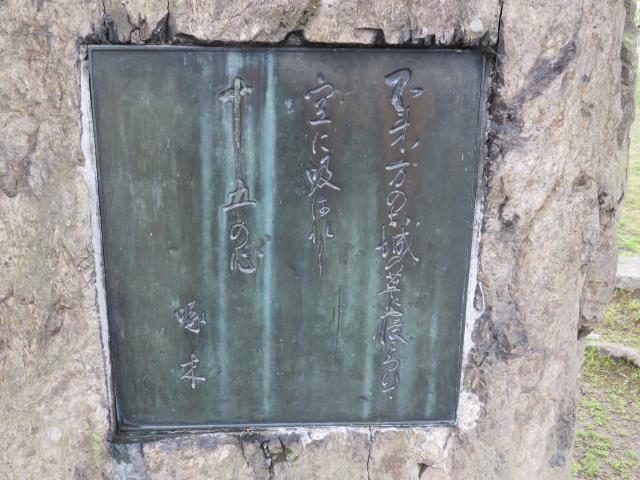 不来方のお城の草に寝ころびて
空に吸はれし
十五の心
啄木